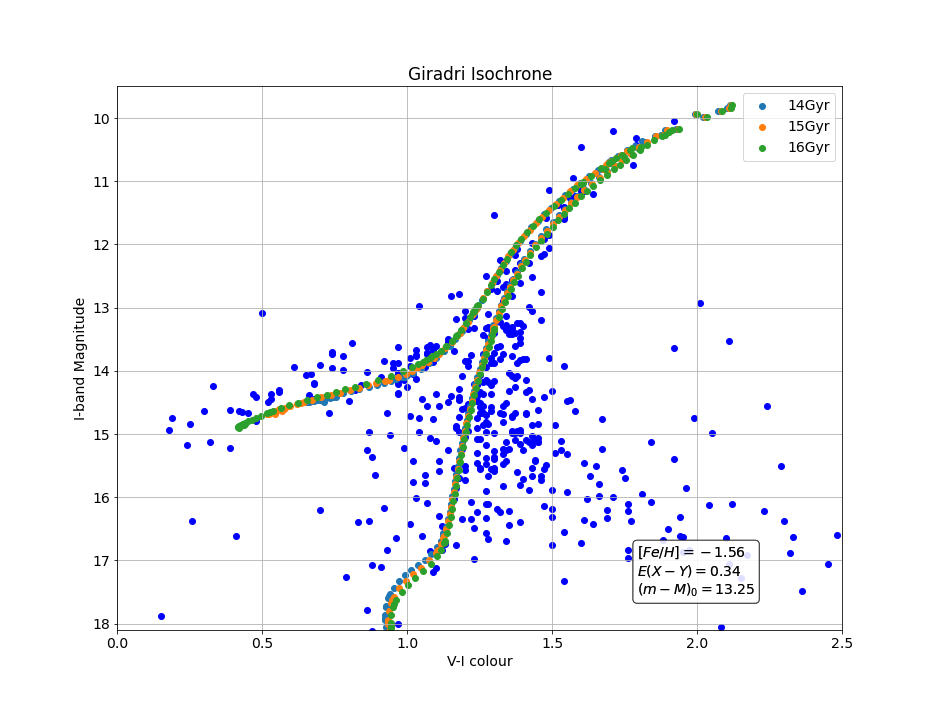 Giradri Isochrone
14Gyr
15Gyr
16Gyr
10
11
12
13
14
15
16
17
18
I-band Magnitude
[Fe/H] = −1.56
E(X − Y) = 0.34
(m − M)₀ = 13.25
0.0 0.5 1.0 1.5 2.0 2.5
V-I colour